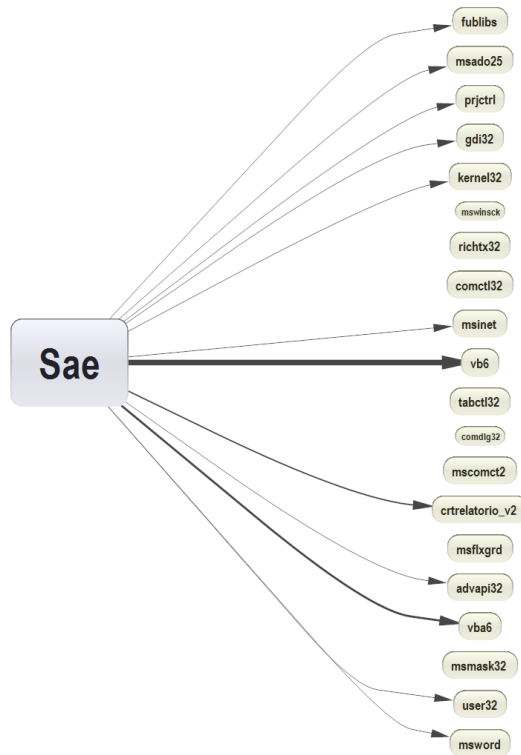 fublibs
msado25
prjctrl
gdi32
kernel32
mswinsck
richtx32
comctl32
msinet
Sae
vb6
tabctl32
comdlg32
mscomct2
crtrelatorio_v2
msflxgrd
advapi32
vba6
msmask32
user32
msword